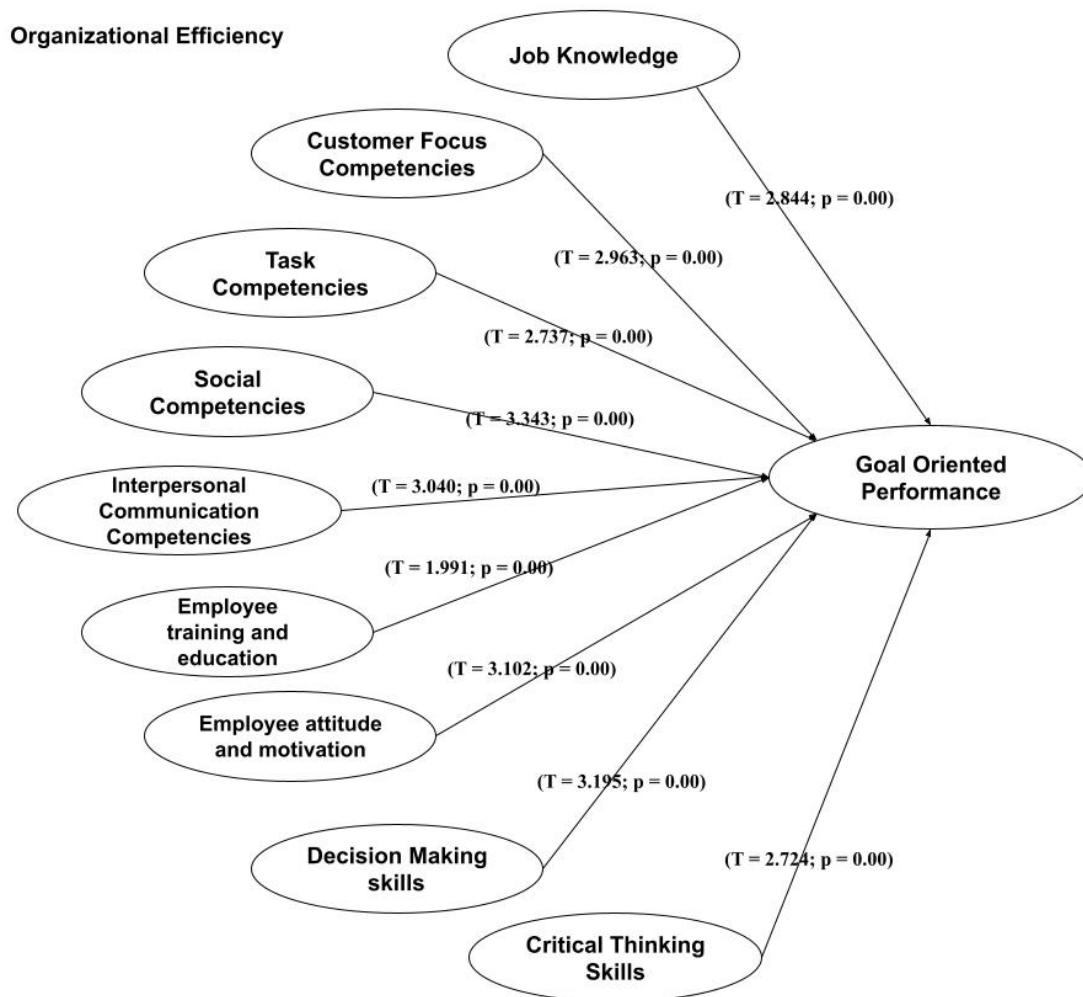 Organizational Efficiency
Job Knowledge
Customer Focus
Competencies
(T = 2.844; p = 0.00)
(T = 2.963; p = 0.00)
Task
Competencies
(T = 2.737; p = 0.00)
Social
Competencies
(T = 3.343; p = 0.00)
Goal Oriented
Performance
Interpersonal
Communication
Competencies
(T = 3.040; p = 0.00)
(T = 1.991; p = 0.00)
Employee
training and
education
(T = 3.102; p = 0.00)
Employee attitude
and motivation
(T = 3.195; p = 0.00)
Decision Making
skills
(T = 2.724; p = 0.00)
Critical Thinking
Skills